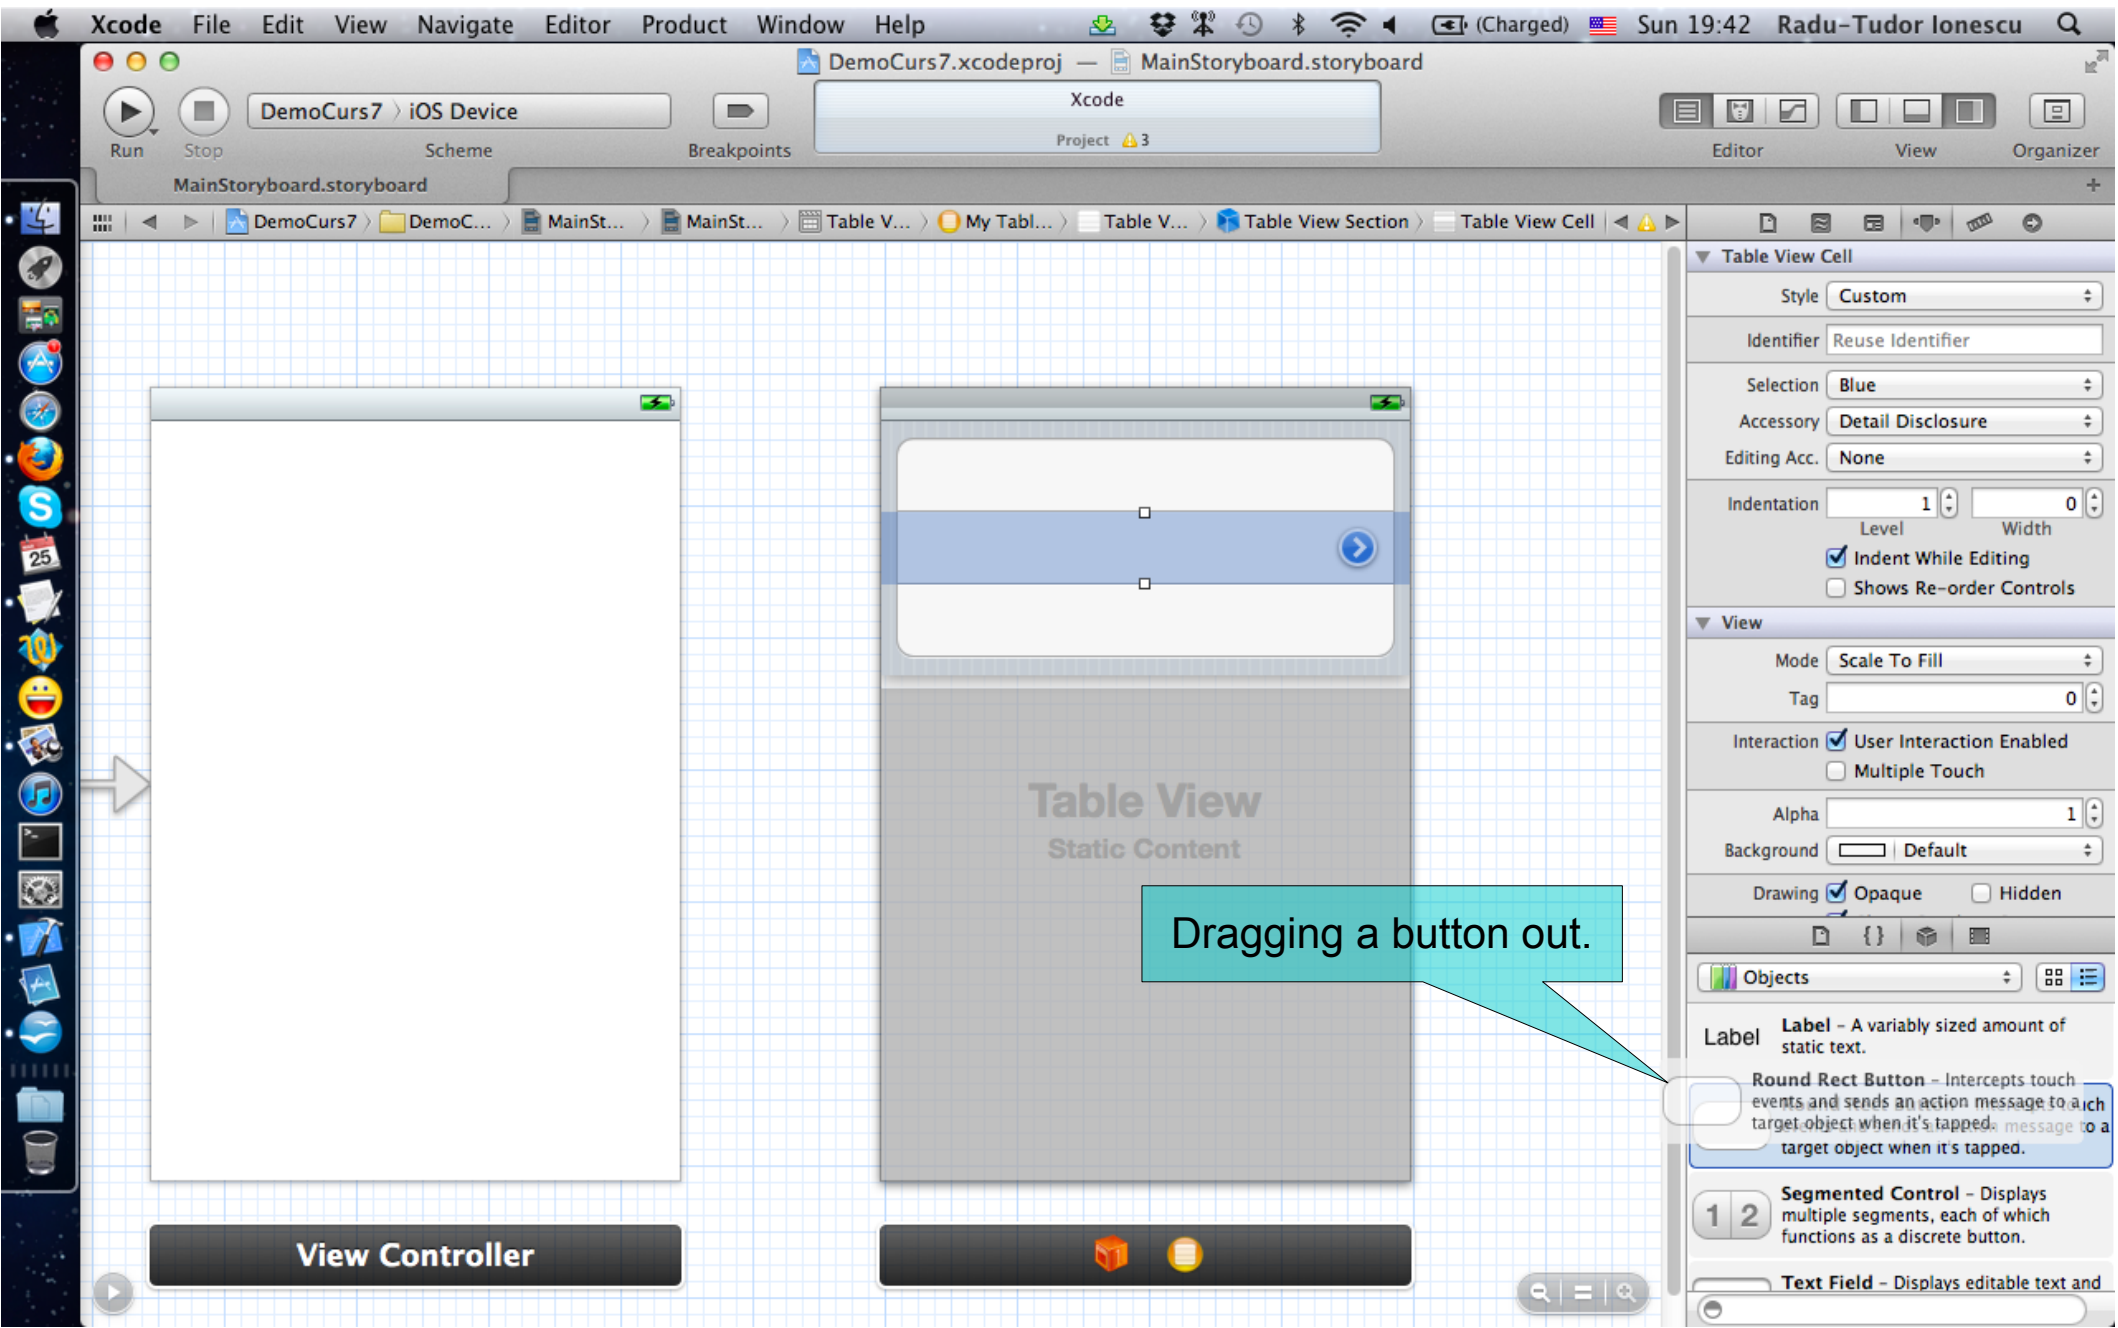 Xcode File Edit View Navigate Editor Product Window Help (Charged) Sun 19:42 Radu-Tudor Ionescu
DemoCurs7.xcodeproj — MainStoryboard.storyboard
DemoCurs7 › iOS Device
Xcode
Project 3
Run Stop Scheme Breakpoints Editor View Organizer
MainStoryboard.storyboard
DemoCurs7 DemoC... MainSt... MainSt... Table V... My Tabl... Table V... Table View Section Table View Cell
Table View Cell
Style Custom
Identifier Reuse Identifier
Selection Blue
Accessory Detail Disclosure
Editing Acc. None
Indentation 1 0
Level Width
Indent While Editing
Shows Re-order Controls
View
Mode Scale To Fill
Tag 0
Interaction User Interaction Enabled
Multiple Touch
Alpha 1
Background Default
Drawing Opaque Hidden
25
Table View
Static Content
Dragging a button out.
Objects
Label Label – A variably sized amount of
static text.
Round Rect Button – Intercepts touch
events and sends an action message to a
target object when it's tapped.
target object when it's tapped.
1 2 Segmented Control – Displays
multiple segments, each of which
functions as a discrete button.
Text Field – Displays editable text and
View Controller